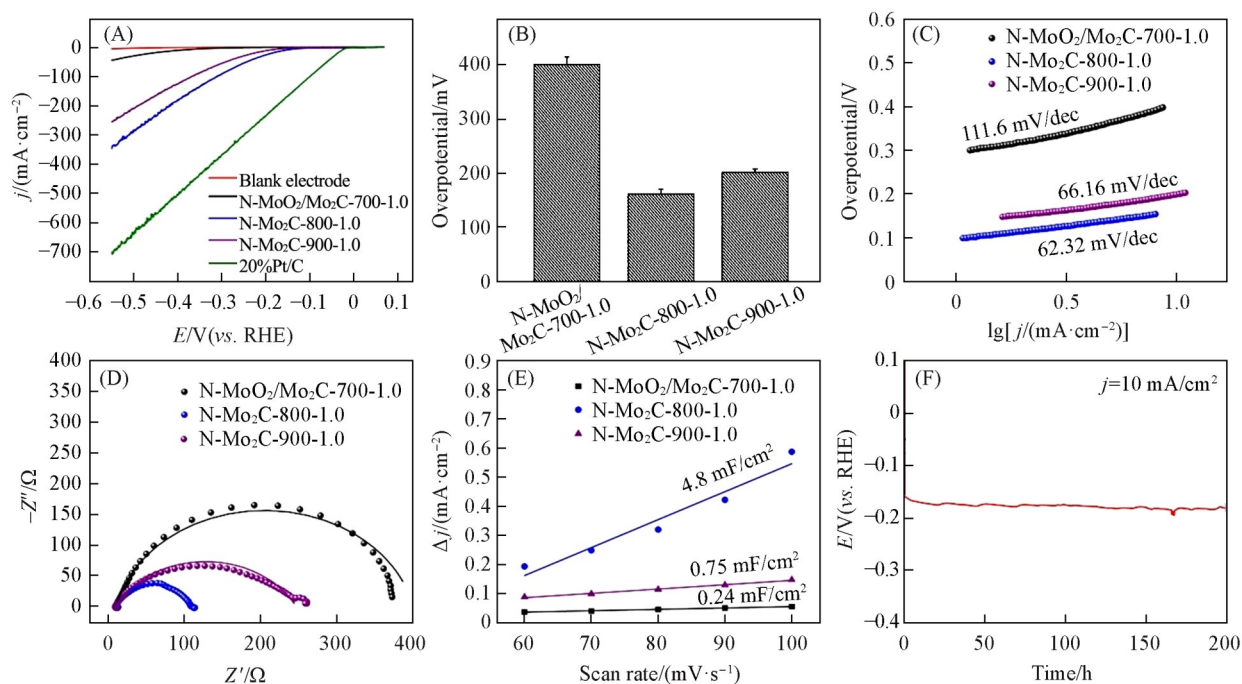 (A)
0
−100
−200
−300
−400
−500
−600
−700
j/(mA·cm⁻²)
Blank electrode
N-MoO₂/Mo₂C-700-1.0
N-Mo₂C-800-1.0
N-Mo₂C-900-1.0
20%Pt/C
−0.6 −0.5 −0.4 −0.3 −0.2 −0.1 0 0.1
E/V(vs. RHE)
(B)
400
300
200
0
Overpotential/mV
N-MoO₂/
Mo₂C-700-1.0
N-Mo₂C-800-1.0
N-Mo₂C-900-1.0
(C)
0.6
0.5
0.4
0.3
0.2
0.1
0.0
Overpotential/V
N-MoO₂/Mo₂C-700-1.0
N-Mo₂C-800-1.0
N-Mo₂C-900-1.0
111.6 mV/dec
66.16 mV/dec
62.32 mV/dec
0 0.5 1.0
lg[j/(mA·cm⁻²)]
(D)
400
350
300
250
200
150
100
50
0
−Z″/Ω
N-MoO₂/Mo₂C-700-1.0
N-Mo₂C-800-1.0
N-Mo₂C-900-1.0
0 100 200 300 400
Z′/Ω
(E)
0.9
0.8
0.7
0.6
0.5
0.4
0.3
0.2
0.1
0
Δj/(mA·cm⁻²)
N-MoO₂/Mo₂C-700-1.0
N-Mo₂C-800-1.0
N-Mo₂C-900-1.0
4.8 mF/cm²
0.75 mF/cm²
0.24 mF/cm²
60 70 80 90 100
Scan rate/(mV·s⁻¹)
(F)
j=10 mA/cm²
0.1
0
−0.1
−0.2
−0.3
−0.4
E/V(vs. RHE)
0 50 100 150 200
Time/h